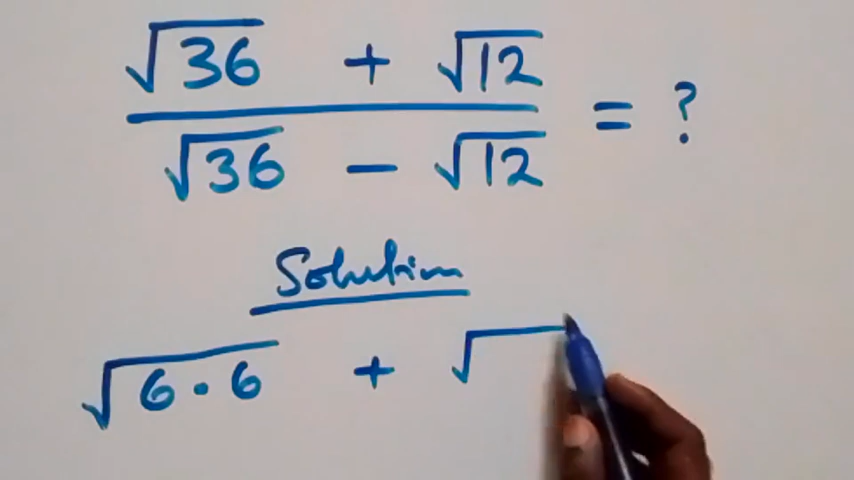 √36 + √12
√36 − √12 = ?
Solution
√6·6 + √